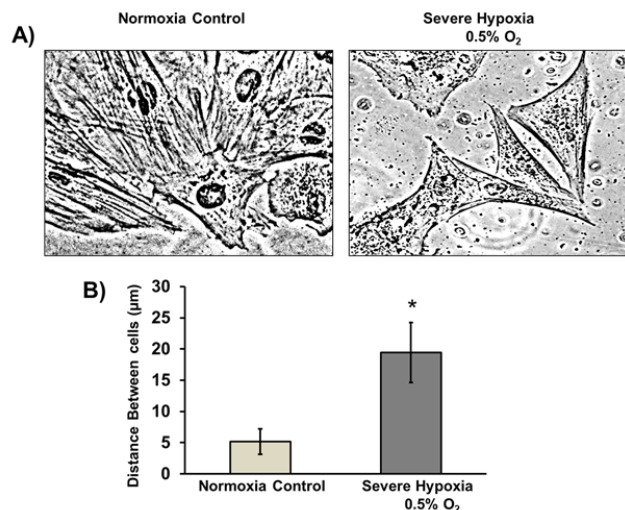 Normoxia Control
Severe Hypoxia
0.5% O₂
A)
B)
Distance Between cells (µm)
30
25
20
15
10
5
0
*
Normoxia Control
Severe Hypoxia
0.5% O₂